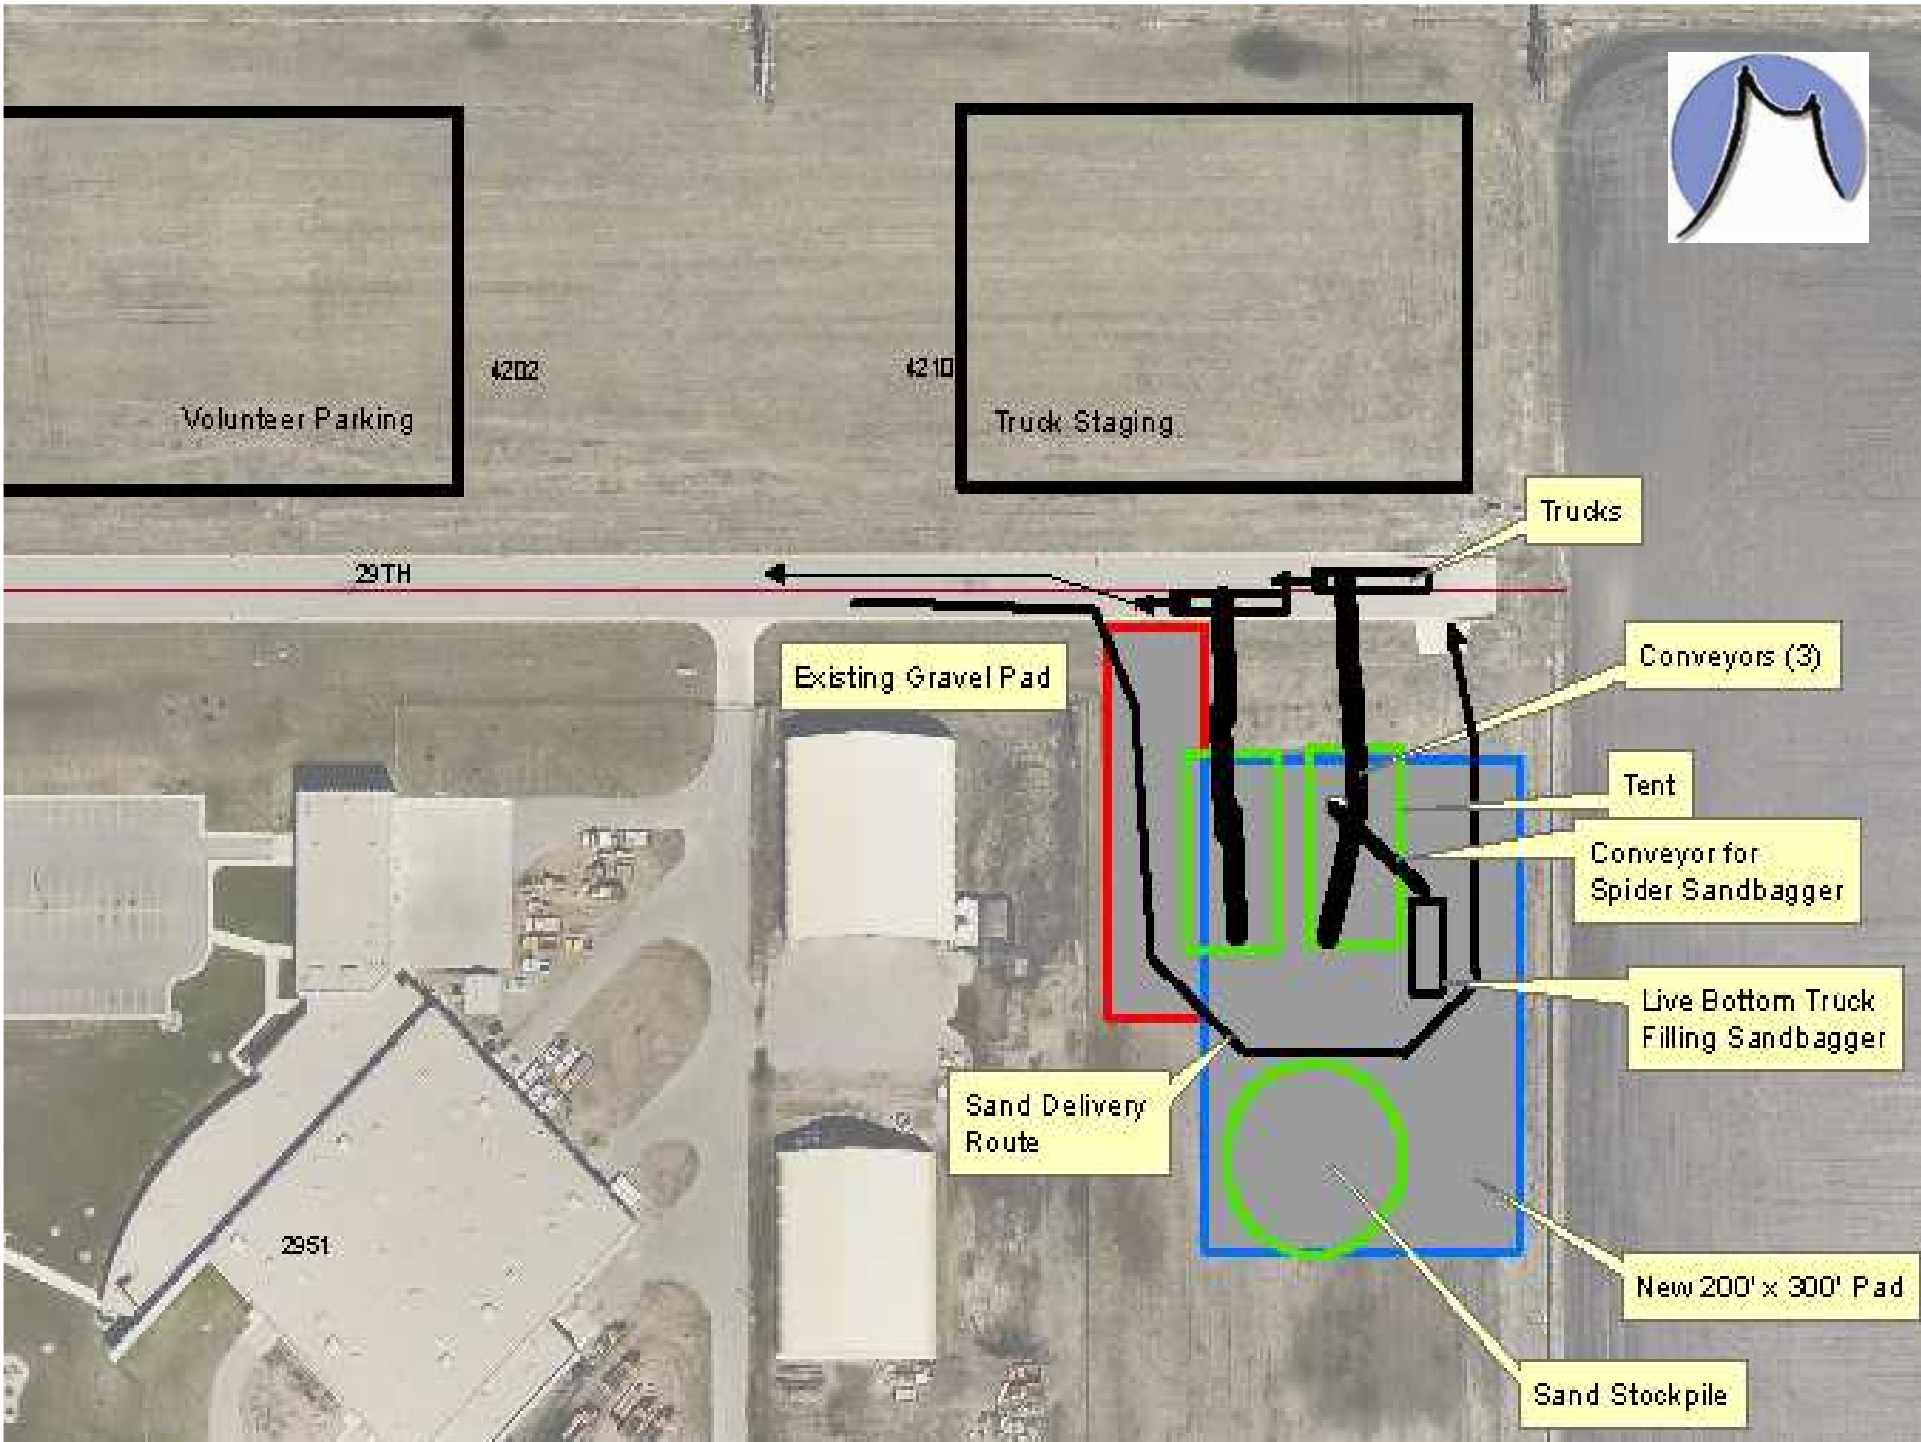 4202
4210
Volunteer Parking
Truck Staging
Trucks
29TH
Conveyors (3)
Existing Gravel Pad
Tent
Conveyor for
Spider Sandbagger
Live Bottom Truck
Filling Sandbagger
Sand Delivery
Route
2951
New 200' x 300' Pad
Sand Stockpile